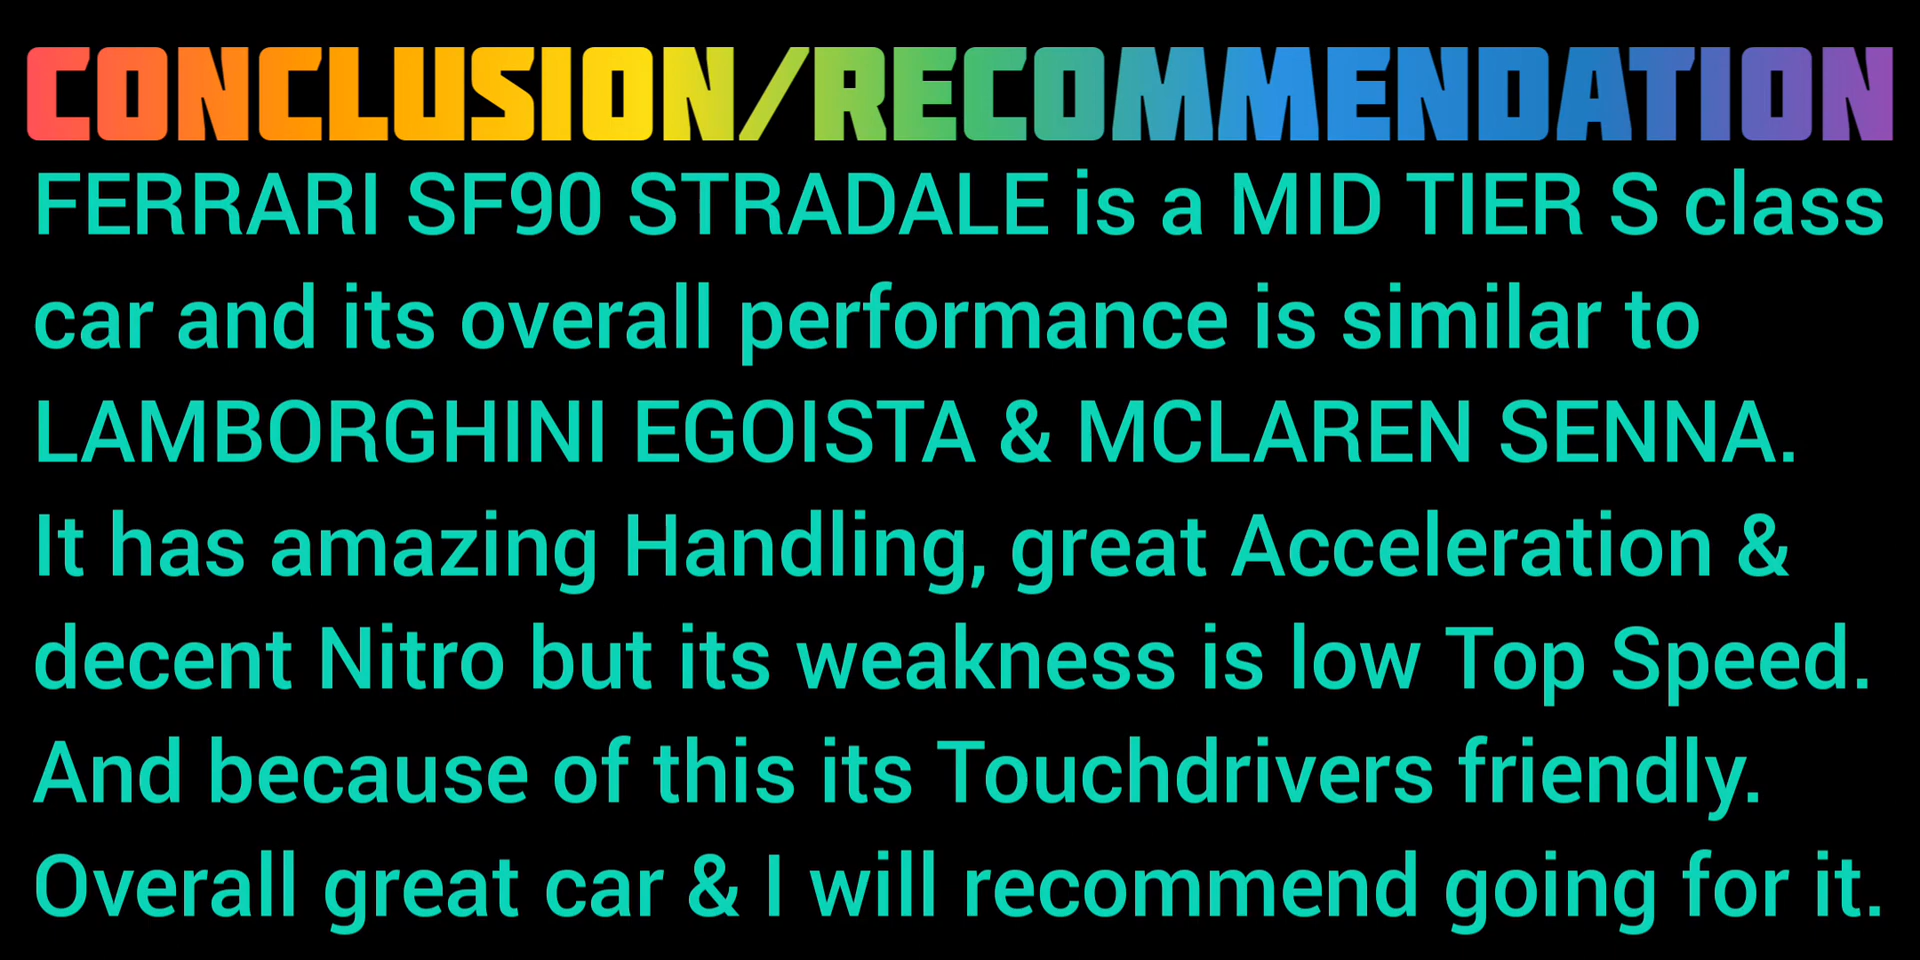 CONCLUSION/RECOMMENDATION
FERRARI SF90 STRADALE is a MID TIER S class
car and its overall performance is similar to
LAMBORGHINI EGOISTA & MCLAREN SENNA.
It has amazing Handling, great Acceleration &
decent Nitro but its weakness is low Top Speed.
And because of this its Touchdrivers friendly.
Overall great car & I will recommend going for it.